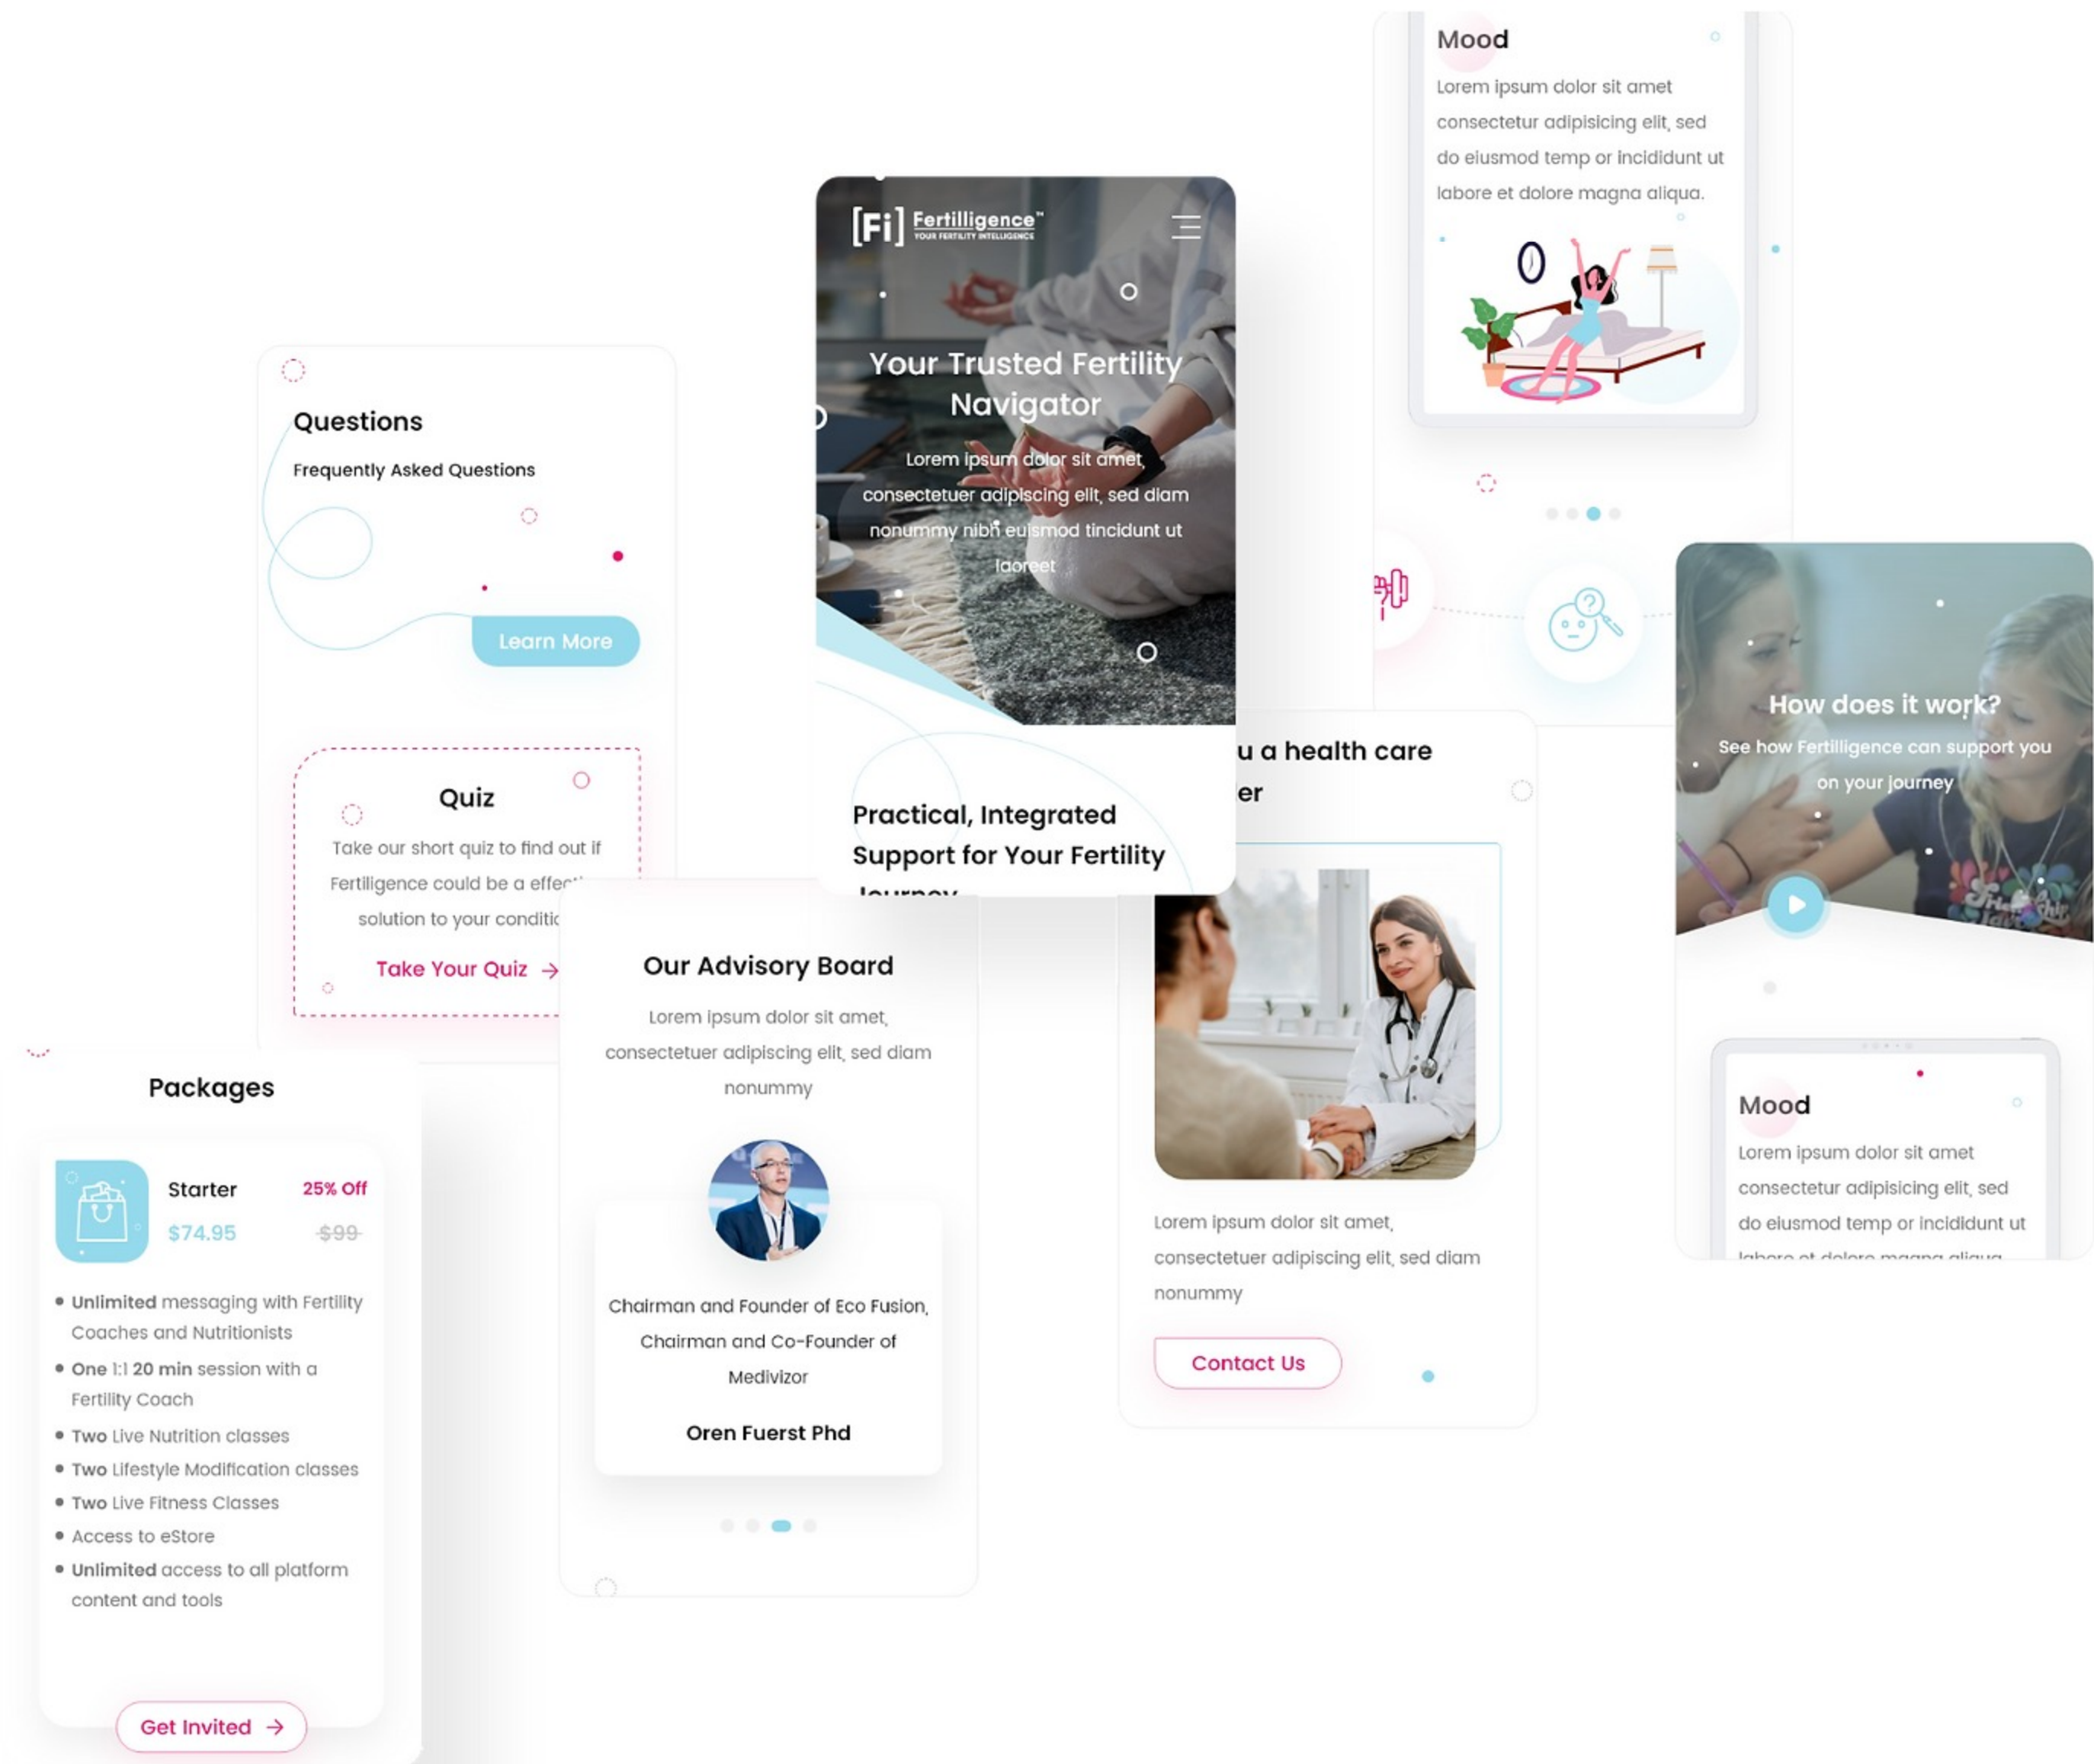 Mood
Lorem ipsum dolor sit amet
consectetur adipisicing elit, sed
do eiusmod temp or incididunt ut
labore et dolore magna aliqua.
[Fi] Fertilligence™
YOUR FERTILITY INTELLIGENCE
Your Trusted Fertility
Navigator
Lorem ipsum dolor sit amet,
consectetuer adipiscing elit, sed diam
nonummy nibh euismod tincidunt ut
laoreet
Practical, Integrated
Support for Your Fertility
Journey
Questions
Frequently Asked Questions
Learn More
Quiz
Take our short quiz to find out if
Fertiligence could be a effecti
solution to your conditio
Take Your Quiz →
How does it work?
See how Fertilligence can support you
on your journey
Mood
Lorem ipsum dolor sit amet
consectetur adipisicing elit, sed
do eiusmod temp or incididunt ut
labore et dolore magna aliqua
u a health care
er
Lorem ipsum dolor sit amet,
consectetuer adipiscing elit, sed diam
nonummy
Contact Us
Our Advisory Board
Lorem ipsum dolor sit amet,
consectetuer adipiscing elit, sed diam
nonummy
Chairman and Founder of Eco Fusion,
Chairman and Co-Founder of
Medivizor
Oren Fuerst Phd
Packages
Starter 25% Off
$74.95 $99
• Unlimited messaging with Fertility
Coaches and Nutritionists
• One 1:1 20 min session with a
Fertility Coach
• Two Live Nutrition classes
• Two Lifestyle Modification classes
• Two Live Fitness Classes
• Access to eStore
• Unlimited access to all platform
content and tools
Get Invited →